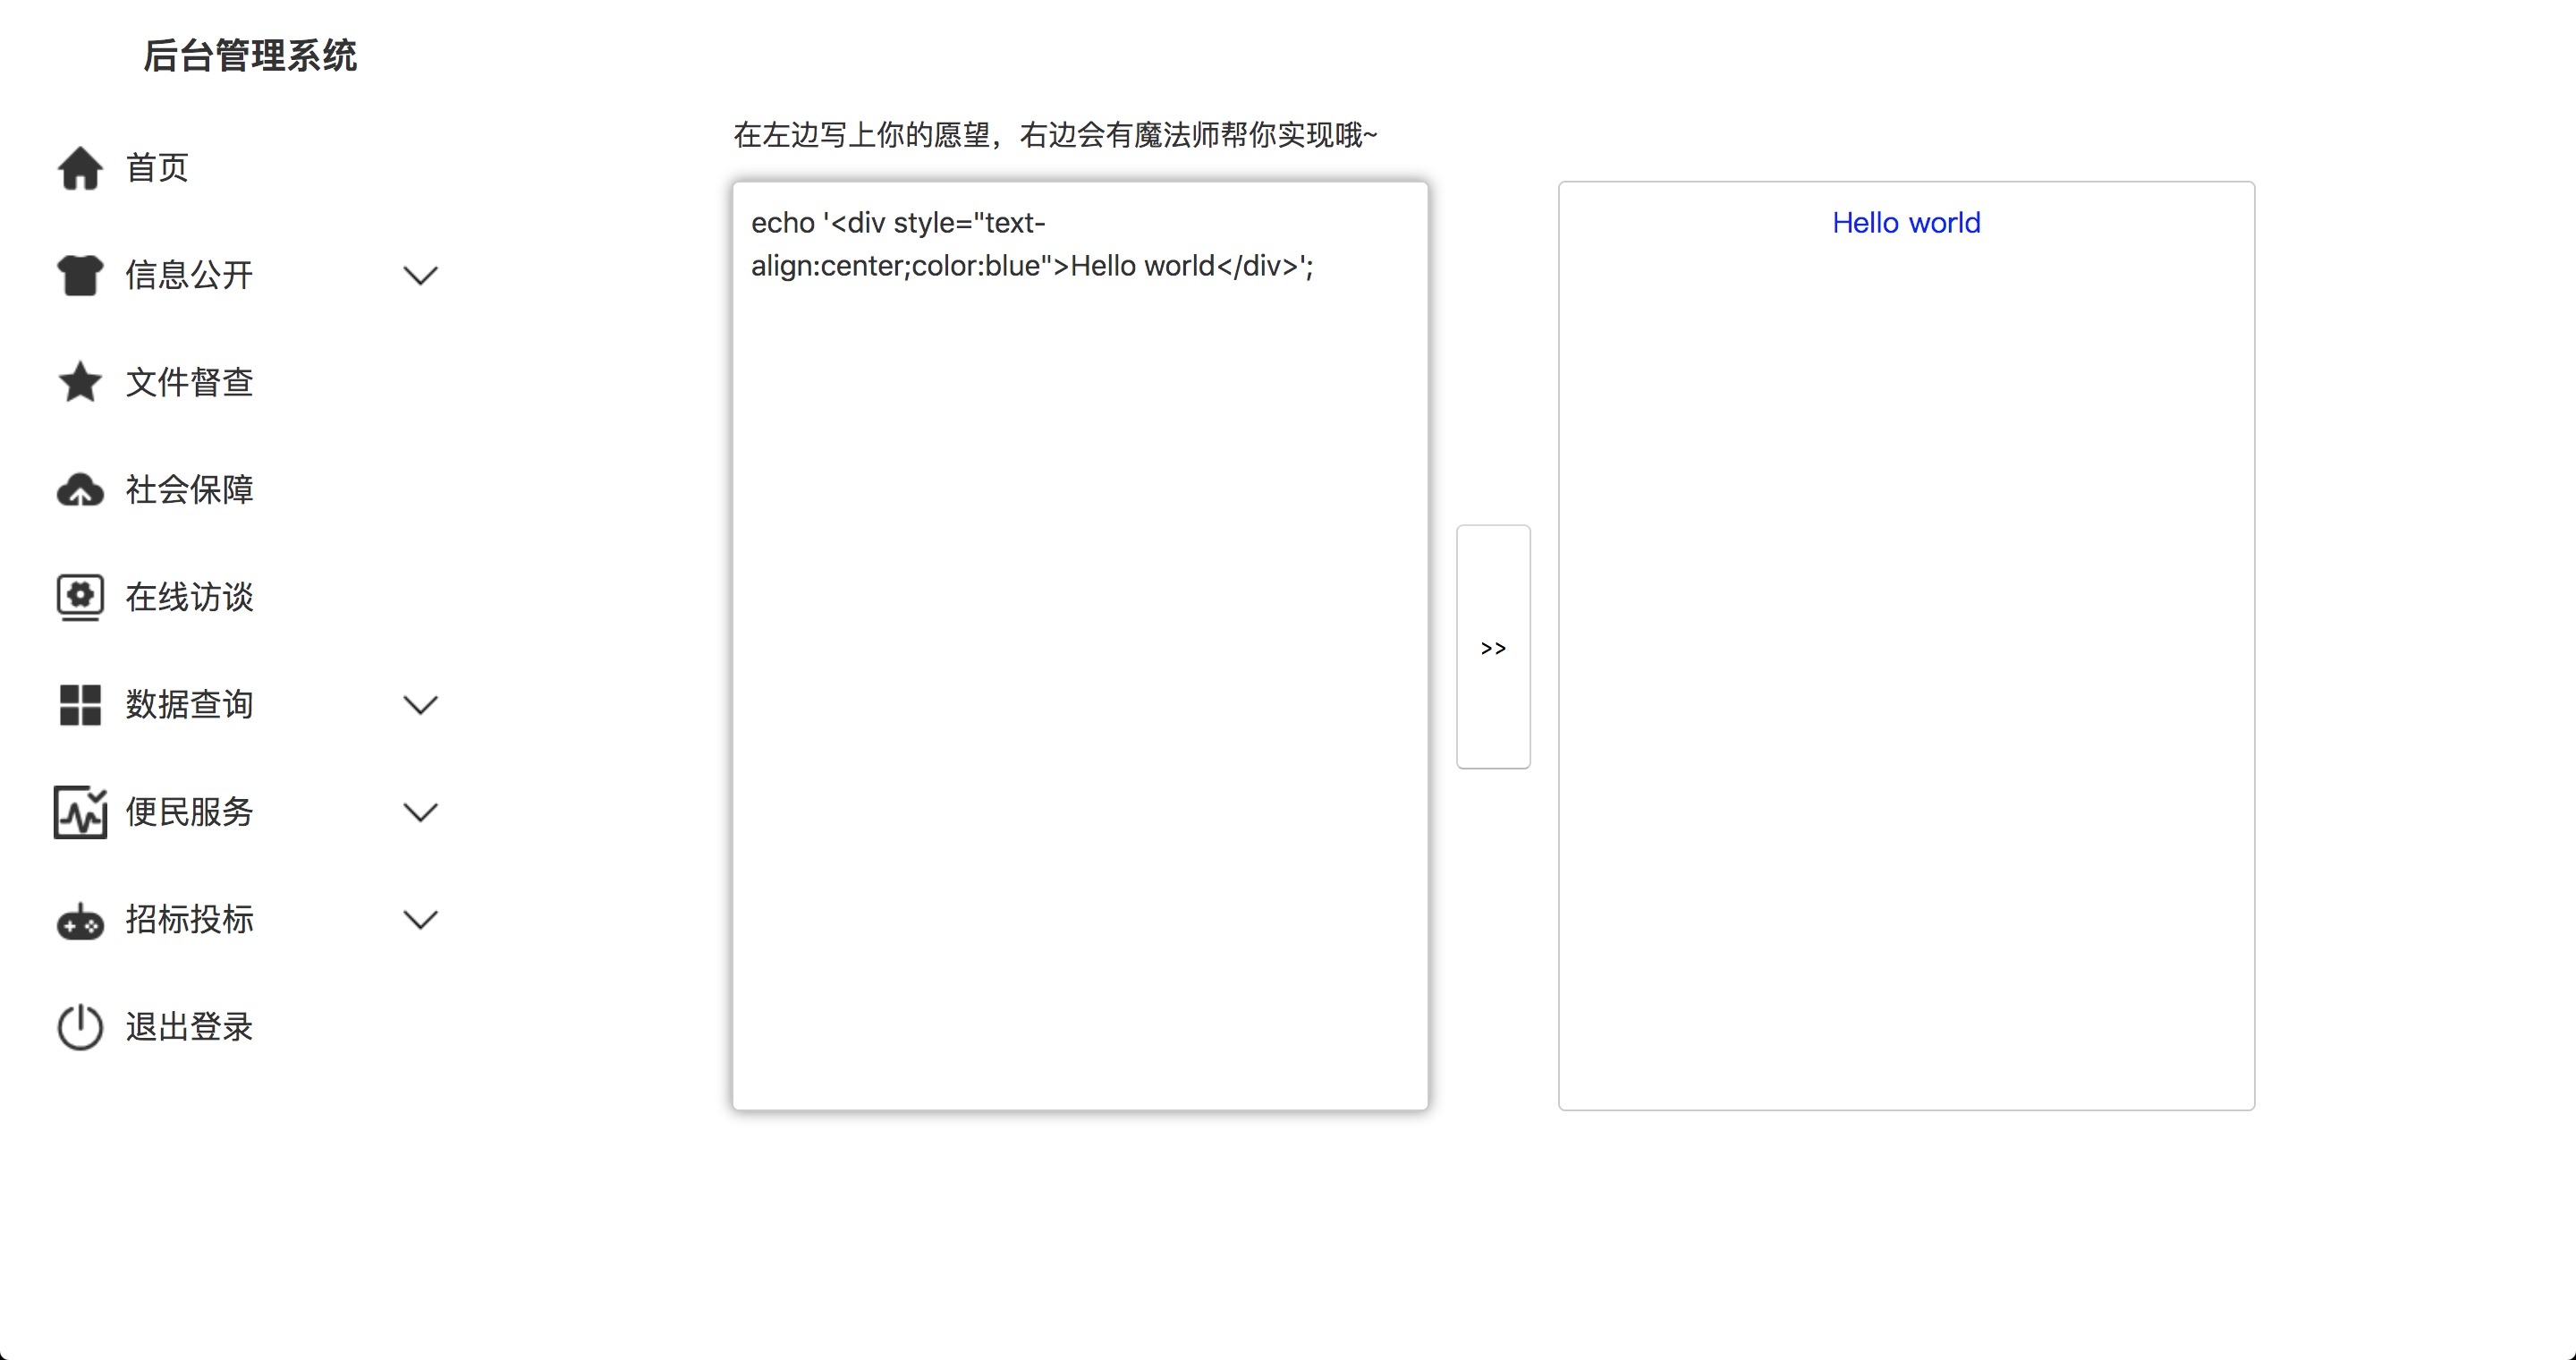 后台管理系统
首页
信息公开
文件督查
社会保障
在线访谈
数据查询
便民服务
招标投标
退出登录
在左边写上你的愿望，右边会有魔法师帮你实现哦~
echo '<div style="text-
align:center;color:blue">Hello world</div>';
>>
Hello world